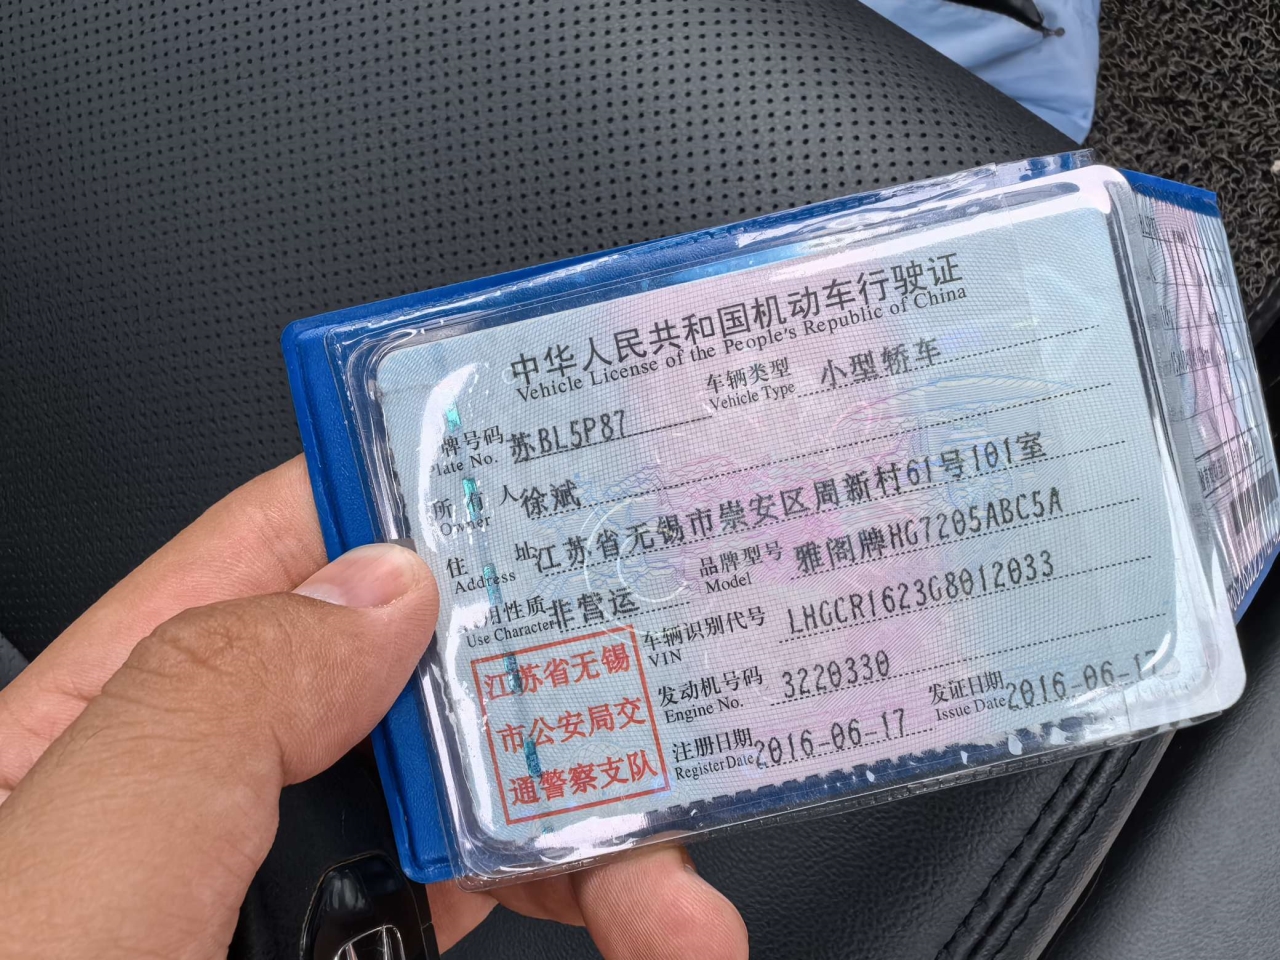 中华人民共和国机动车行驶证
Vehicle License of the People's Republic of China
牌号码 苏BL5P87 车辆类型 小型轿车
Plate No. Vehicle Type
所有人 徐斌
Owner
住址 江苏省无锡市崇安区周新村61号101室
Address
用性质 非营运 品牌型号 雅阁牌HG7205ABC5A
Use Character Model
车辆识别代号 LHGCR1623G8012033
VIN
发动机号码 3220330
Engine No.
注册日期 2016-06-17 发证日期 2016-06-17
Register Date Issue Date
江苏省无锡
市公安局交
通警察支队